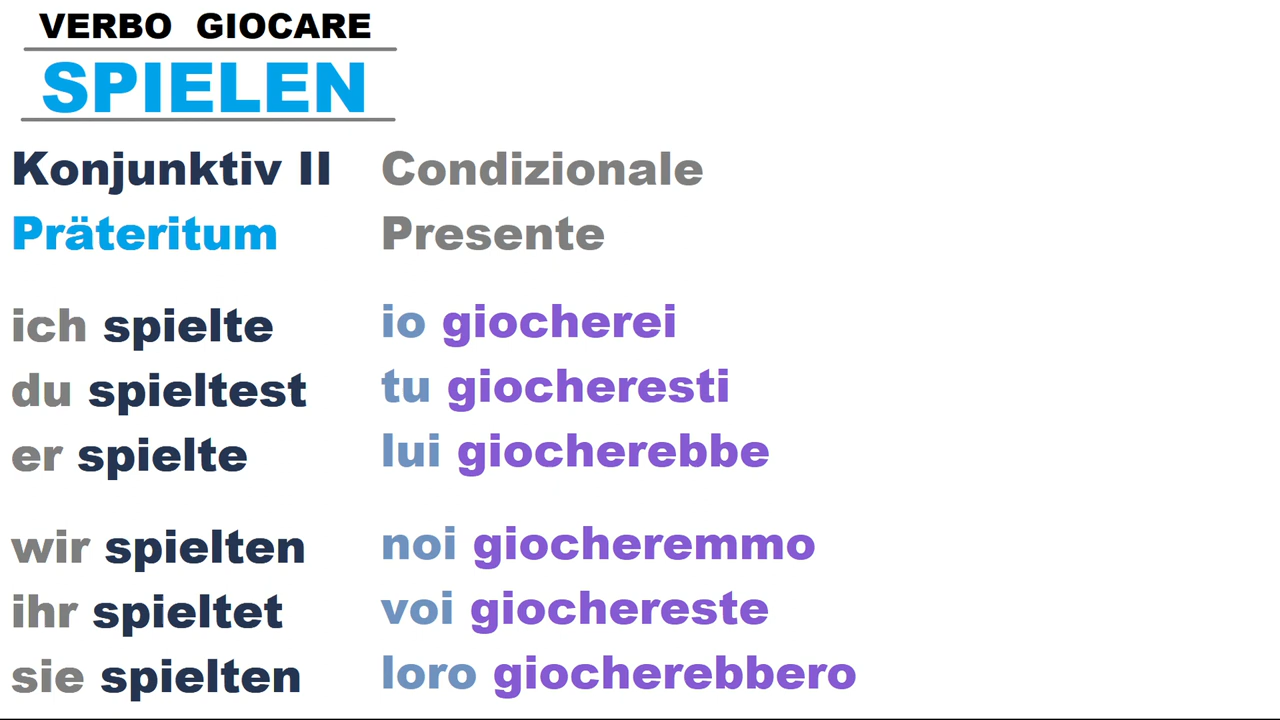 VERBO GIOCARE
SPIELEN
Konjunktiv II Condizionale
Präteritum Presente
ich spielte io giocherei
du spieltest tu giocheresti
er spielte lui giocherebbe
wir spielten noi giocheremmo
ihr spieltet voi giochereste
sie spielten loro giocherebbero